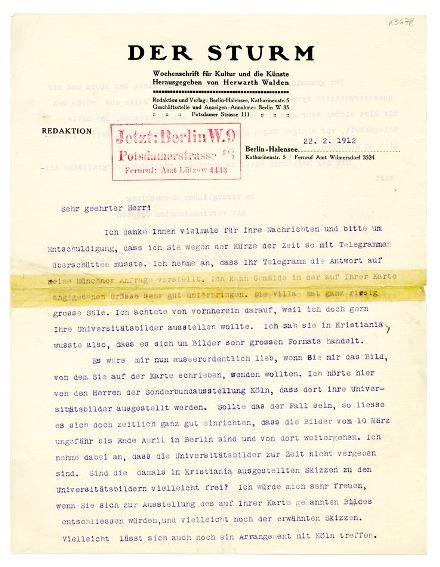 K3678
DER STURM
Wochenschrift für Kultur und die Künste
Herausgegeben von Herwarth Walden
Redaktion und Verlag: Berlin-Halensee, Katharinenstr. 5
Geschäftsstelle und Anzeigen-Annahme: Berlin W 35
Potsdamer Strasse 111
REDAKTION
Jetzt: Berlin W.9
Potsdamerstrasse
Fernruf: Amt Lützow 4443
22. 2. 1912
Berlin-Halensee
Katharinenstr. 5 / Fernruf Amt Wilmersdorf 3524
Sehr geehrter Herr!
Ich danke Ihnen vielmals für Ihre Nachrichten und bitte um
Entschuldigung, dass ich Sie wegen der Kürze der Zeit so mit Telegrammen
überschütten musste. Ich nehme an, dass Ihr Telegramm die Antwort auf
meine Münchner Anfrage vorstellt. Ich kann Gemälde in der auf Ihrer Karte
angegebenen Grösse sehr gut unterbringen. Die Villa hat ganz riesig
grosse Säle. Ich achtete von vornherein darauf, weil ich doch gern
Ihre Universitätsbilder ausstellen wollte. Ich sah sie in Kristiania,
wusste also, dass es sich um Bilder sehr grossen Formats handelt.
Es wäre mir nun ausserordentlich lieb, wenn Sie mir das Bild,
von dem Sie auf der Karte schrieben, senden wollten. Ich hörte hier
von den Herren der Sonderbundausstellung Köln, dass dort ihre Univer-
sitätsbilder ausgestellt werden. Sollte das der Fall sein, so liesse
es sich doch zeitlich ganz gut einrichten, dass die Bilder vom 10 März
ungefähr bis Ende April in Berlin sind und von dort weitergehen. Ich
nehme dabei an, dass die Universitätsbilder zur Zeit nicht vergeben
sind. Sind die damals in Kristiania ausgestellten Skizzen zu den
Universitätsbildern vielleicht frei? Ich würde mich sehr freuen,
wenn Sie sich zur Ausstellung des auf Ihrer Karte genannten Bildes
entschliessen würden, und vielleicht noch der erwähnten Skizzen.
Vielleicht lässt sich auch noch ein Arrangement mit Köln treffen.